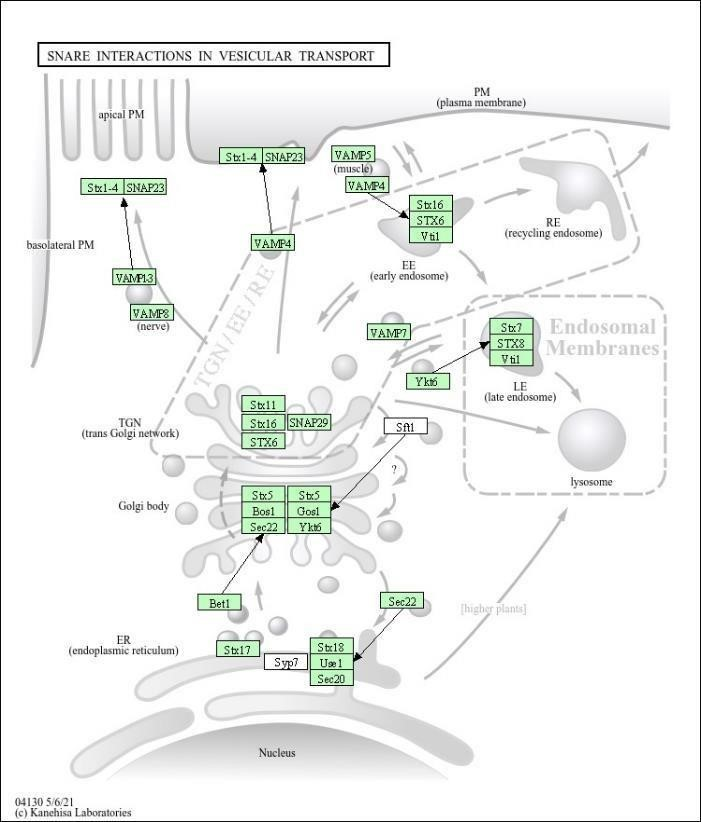 SNARE INTERACTIONS IN VESICULAR TRANSPORT
PM
(plasma membrane)
apical PM
Stx1-4 SNAP23
VAMP5
(muscle)
VAMP4
Stx1-4 SNAP23
Stx16
STX6
Vti1
RE
(recycling endosome)
basolateral PM
VAMP4
EE
(early endosome)
VAMP1-3
VAMP8
(nerve)
TGN / EE / RE
VAMP7
Stx7
STX8
Vti1
Endosomal
Membranes
Ykt6
LE
(late endosome)
TGN
(trans Golgi network)
Stx11
Stx16 SNAP29
STX6
Sft1
?
lysosome
Golgi body
Stx5 Stx5
Bos1 Gos1
Sec22 Ykt6
Bet1
Sec22
[higher plants]
ER
(endoplasmic reticulum)
Stx17
Syp7
Stx18
Use1
Sec20
Nucleus
04130 5/6/21
(c) Kanehisa Laboratories